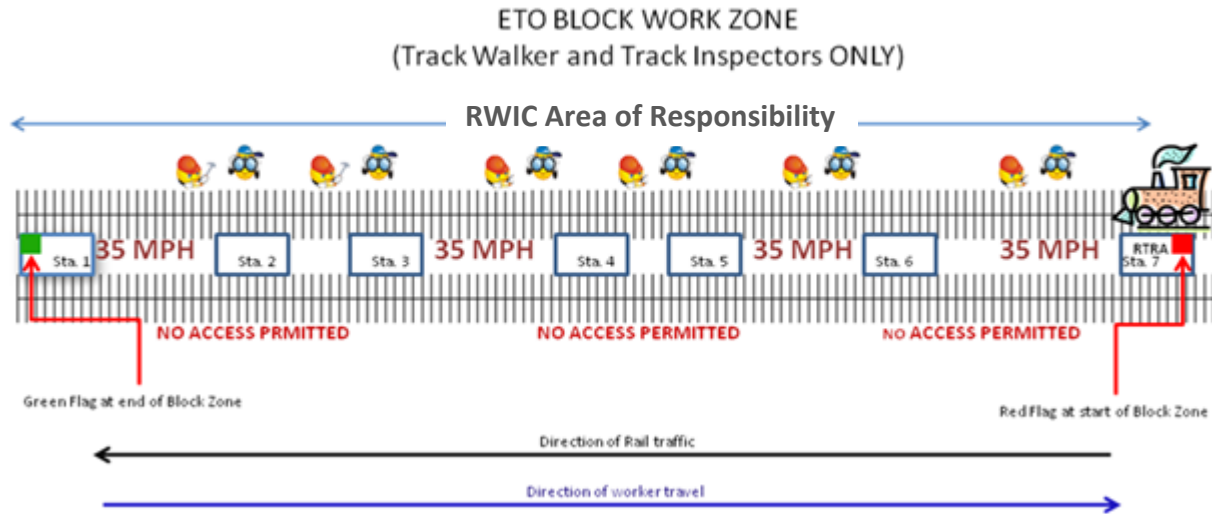 ETO BLOCK WORK ZONE
(Track Walker and Track Inspectors ONLY)
RWIC Area of Responsibility
Sta. 1
35 MPH
Sta. 2
Sta. 3
35 MPH
Sta. 4
Sta. 5
35 MPH
Sta. 6
35 MPH
RTRA
Sta. 7
NO ACCESS PRMITTED
NO ACCESS PERMITTED
NO ACCESS PERMITTED
Green Flag at end of Block Zone
Red Flag at start of Block Zone
Direction of Rail traffic
Direction of worker travel